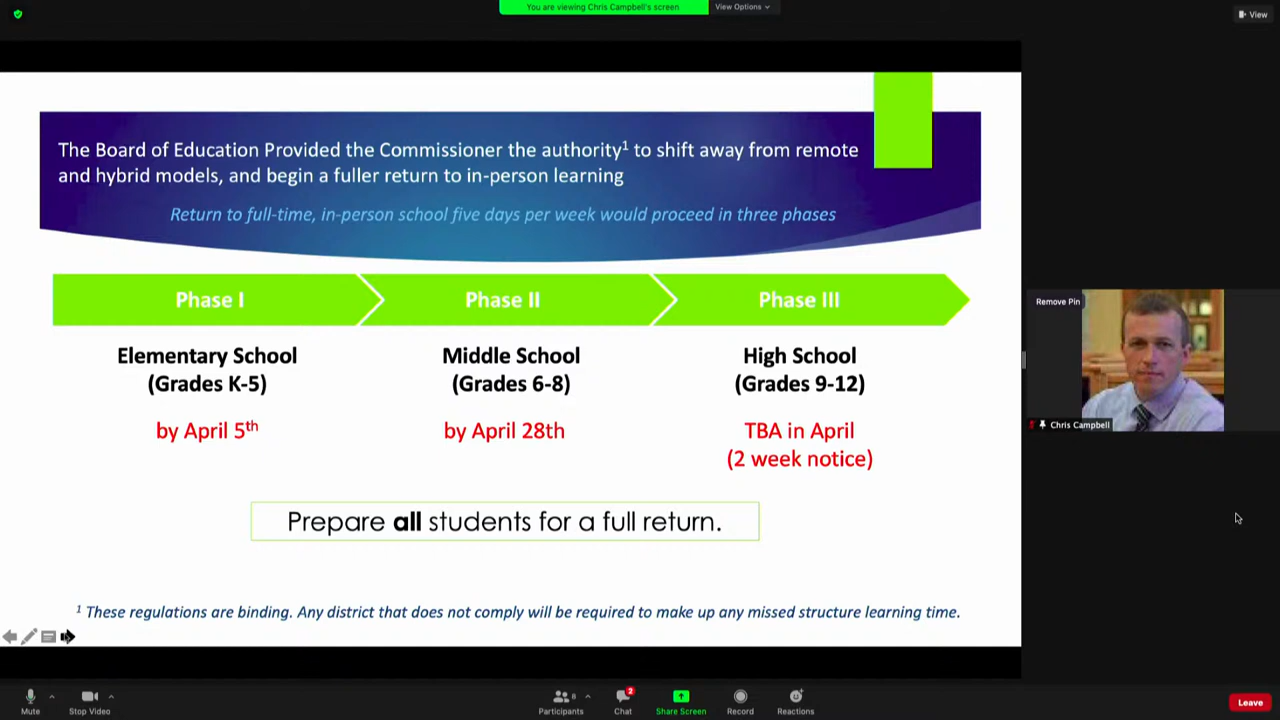 You are viewing Chris Campbell's screen
View Options
View
The Board of Education Provided the Commissioner the authority¹ to shift away from remote
and hybrid models, and begin a fuller return to in-person learning
Return to full-time, in-person school five days per week would proceed in three phases
Phase I
Phase II
Phase III
Elementary School
(Grades K-5)
by April 5th
Middle School
(Grades 6-8)
by April 28th
High School
(Grades 9-12)
TBA in April
(2 week notice)
Prepare all students for a full return.
¹ These regulations are binding. Any district that does not comply will be required to make up any missed structure learning time.
Remove Pin
Chris Campbell
Mute
Stop Video
Participants
8
Chat
2
Share Screen
Record
Reactions
Leave